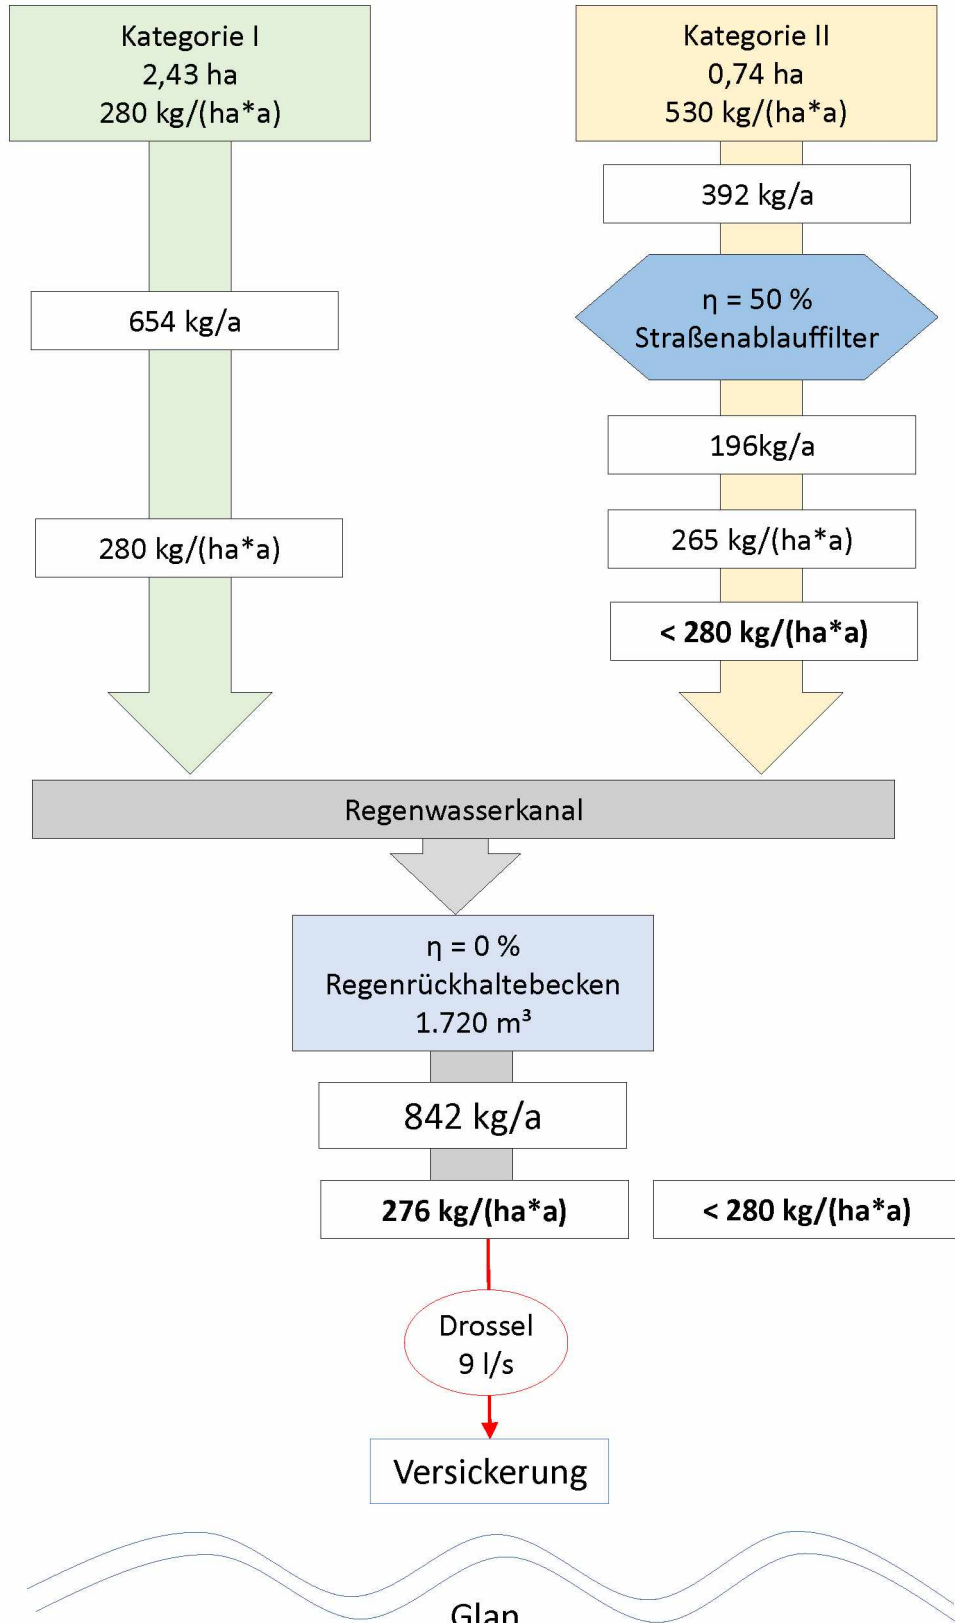 Kategorie I
2,43 ha
280 kg/(ha*a)
Kategorie II
0,74 ha
530 kg/(ha*a)
392 kg/a
η = 50 %
Straßenablauffilter
654 kg/a
196kg/a
280 kg/(ha*a)
265 kg/(ha*a)
< 280 kg/(ha*a)
Regenwasserkanal
η = 0 %
Regenrückhaltebecken
1.720 m³
842 kg/a
276 kg/(ha*a)
< 280 kg/(ha*a)
Drossel
9 l/s
Versickerung
Glan